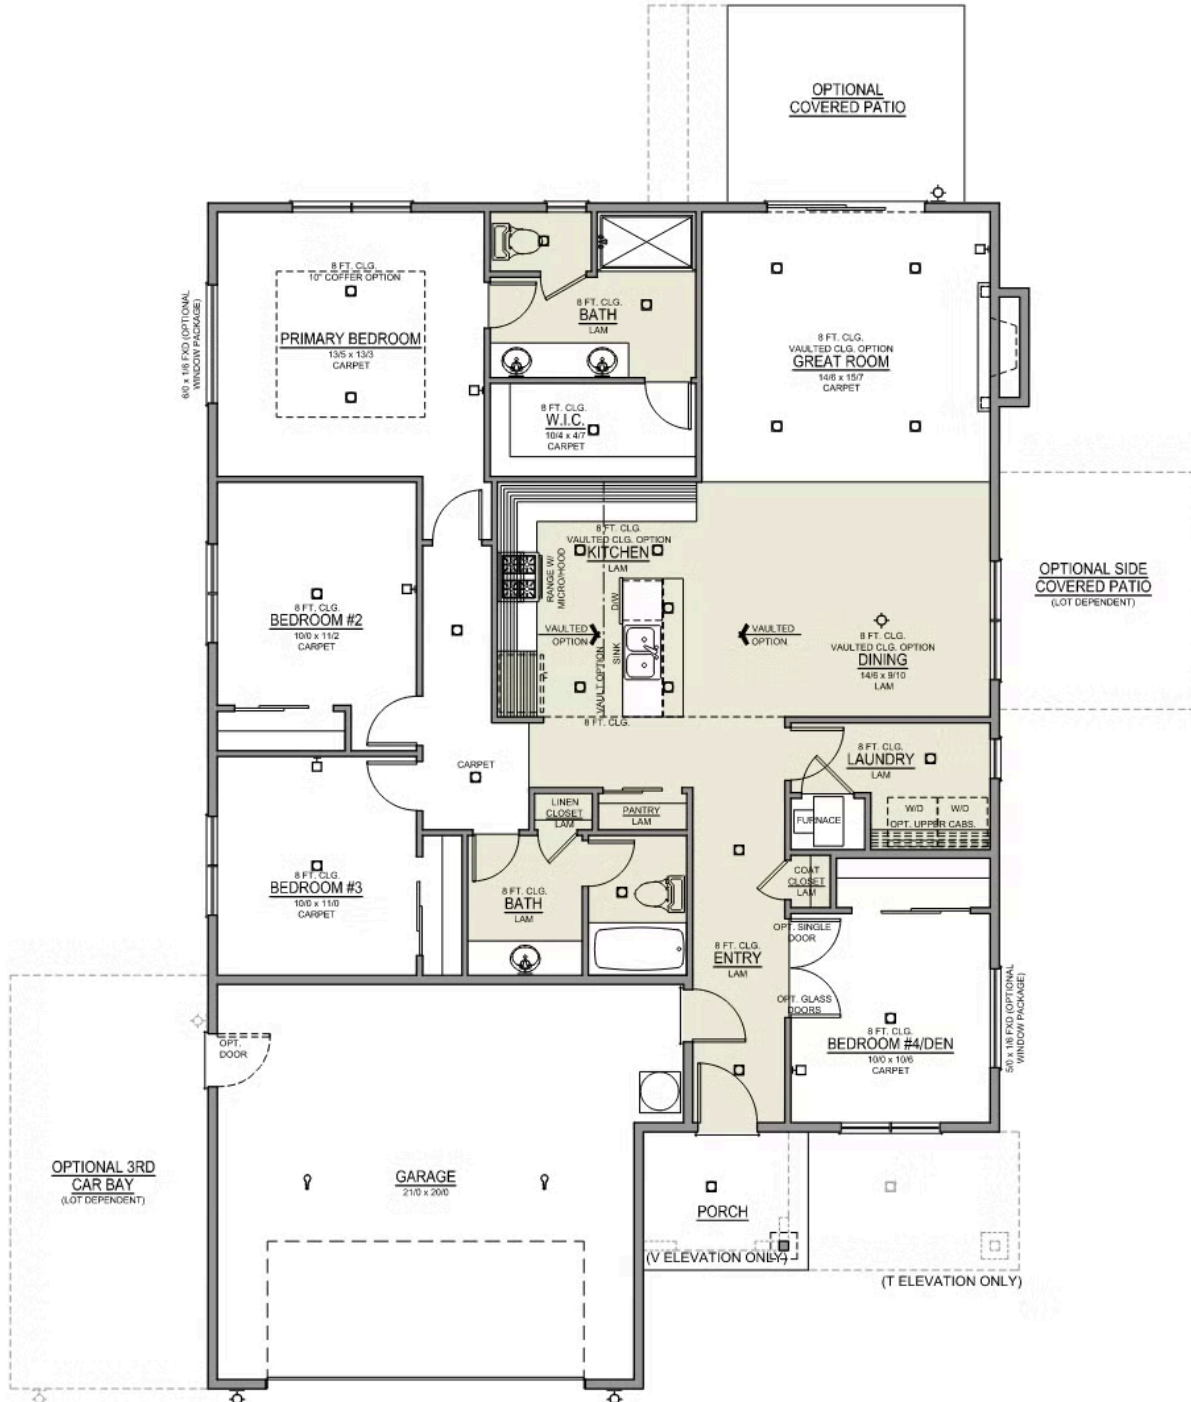 OPTIONAL
COVERED PATIO
8 FT. CLG.
10" COFFER OPTION
PRIMARY BEDROOM
13/5 x 13/3
CARPET
6/0 x 1/6 FXD (OPTIONAL
WINDOW PACKAGE)
8 FT. CLG.
BATH
LAM
8 FT. CLG.
W.I.C.
10/4 x 4/7
CARPET
8 FT. CLG.
VAULTED CLG. OPTION
GREAT ROOM
14/6 x 15/7
CARPET
8 FT. CLG.
VAULTED CLG. OPTION
KITCHEN
LAM
RANGE W/
MICRO/HOOD
D/W
SINK
VAULTED
OPTION
VAULT OPTION
VAULTED
OPTION
8 FT. CLG.
8 FT. CLG.
VAULTED CLG. OPTION
DINING
14/6 x 9/10
LAM
OPTIONAL SIDE
COVERED PATIO
(LOT DEPENDENT)
8 FT. CLG.
BEDROOM #2
10/0 x 11/2
CARPET
CARPET
8 FT. CLG.
LAUNDRY
LAM
FURNACE
W/D
W/D
OPT. UPPER CABS.
LINEN
CLOSET
LAM
PANTRY
LAM
8 FT. CLG.
BEDROOM #3
10/0 x 11/0
CARPET
8 FT. CLG.
BATH
LAM
COAT
CLOSET
LAM
8 FT. CLG.
ENTRY
LAM
OPT. SINGLE
DOOR
OPT. GLASS
DOORS
8 FT. CLG.
BEDROOM #4/DEN
10/0 x 10/6
CARPET
5/0 x 1/6 FXD (OPTIONAL
WINDOW PACKAGE)
OPT.
DOOR
OPTIONAL 3RD
CAR BAY
(LOT DEPENDENT)
GARAGE
21/0 x 20/0
PORCH
(V ELEVATION ONLY)
(T ELEVATION ONLY)